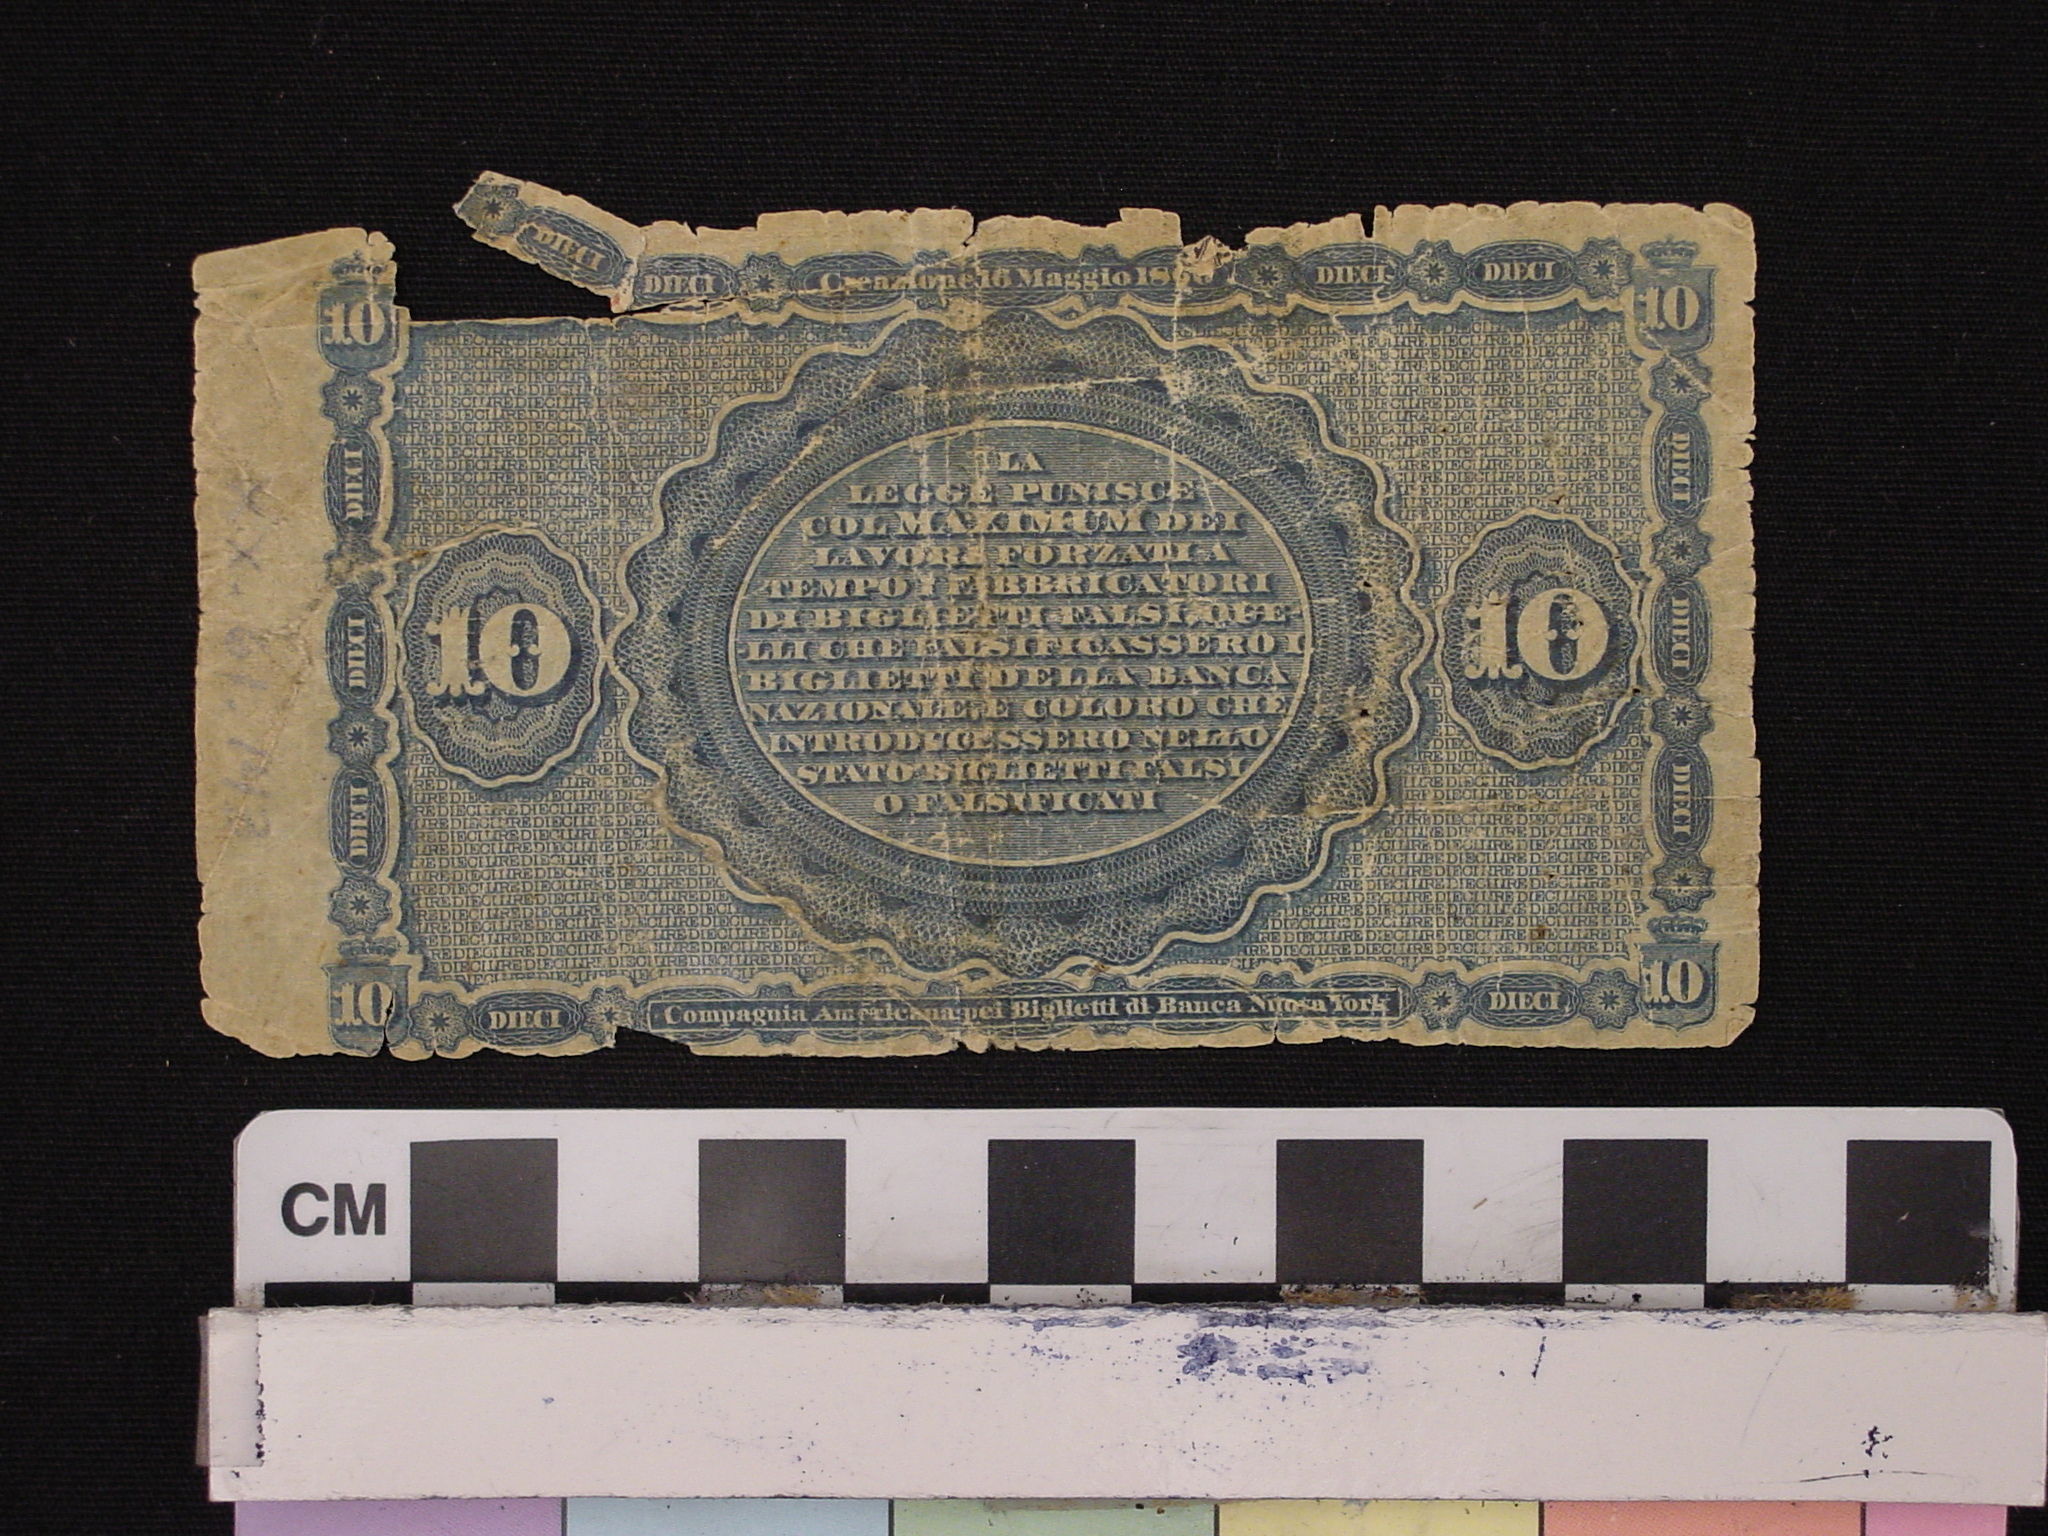 DIECI
DIECI
Creazione 16 Maggio 1866
DIECI
DIECI
10
10
DIECI
DIECI
DIECI
DIECI
DIECI
DIECI
10
10
LA
LEGGE PUNISCE
COL MAXIMUM DEI
LAVORI FORZATI A
TEMPO I FABBRICATORI
DI BIGLIETTI FALSI, QUE-
LLI CHE FALSIFICASSERO I
BIGLIETTI DELLA BANCA
NAZIONALE, E COLORO CHE
INTRODUCESSERO NELLO
STATO BIGLIETTI FALSI
O FALSIFICATI
10
DIECI
Compagnia Americana pei Biglietti di Banca Nuova York
DIECI
10
CM